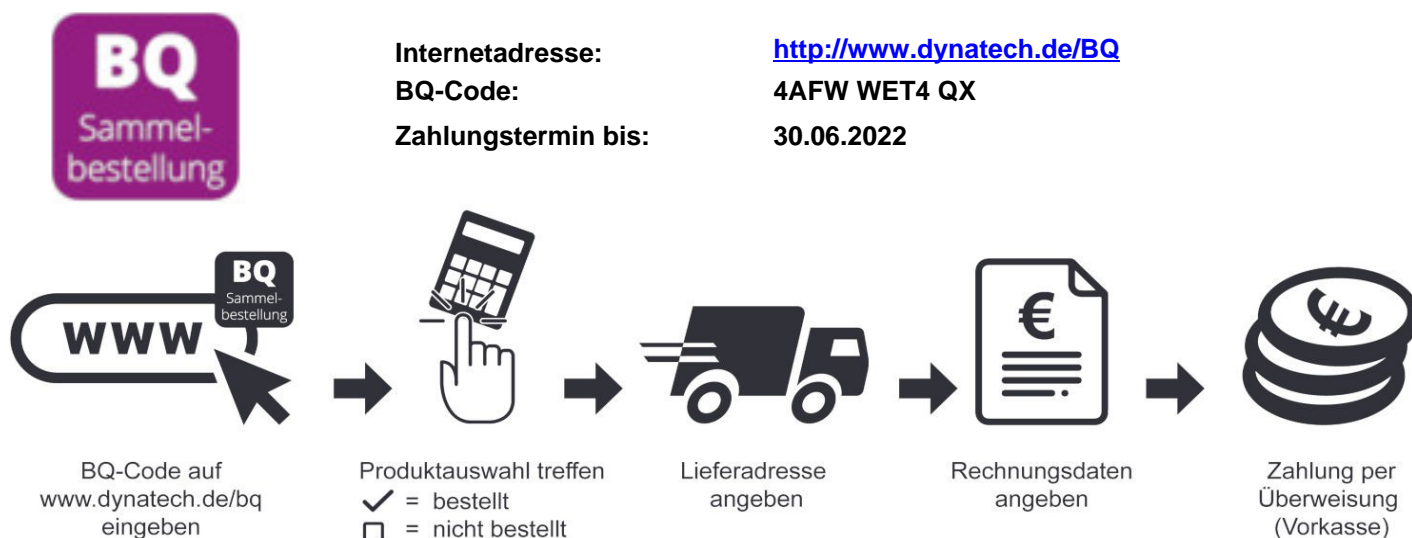 BQ
Sammel-
bestellung
Internetadresse: http://www.dynatech.de/BQ
BQ-Code: 4AFW WET4 QX
Zahlungstermin bis: 30.06.2022
WWW
BQ
Sammel-
bestellung
€
€
BQ-Code auf
www.dynatech.de/bq
eingeben
Produktauswahl treffen
✓ = bestellt
☐ = nicht bestellt
Lieferadresse
angeben
Rechnungsdaten
angeben
Zahlung per
Überweisung
(Vorkasse)